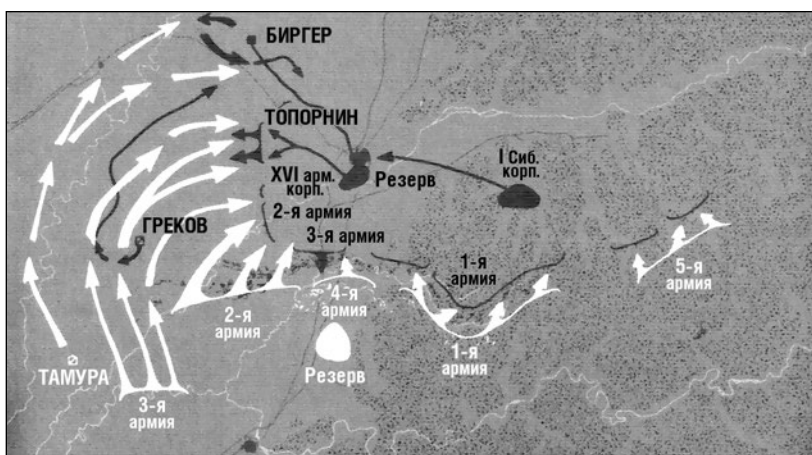 БИРГЕР
ТОПОРНИН
XVI арм.
корп.
Резерв
I Сиб.
корп.
2-я армия
3-я армия
ГРЕКОВ
1-я
армия
5-я
армия
2-я
армия
4-я
армия
1-я
армия
Резерв
ТАМУРА
3-я
армия